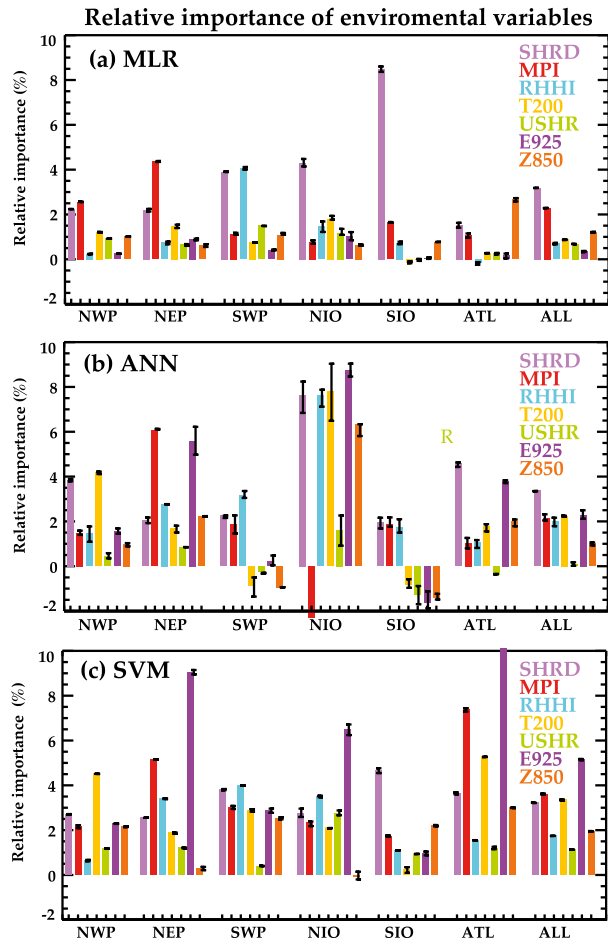 Relative importance of enviromental variables
(a) MLR
Relative importance (%)
10
8
6
4
2
0
-2
SHRD
MPI
RHHI
T200
USHR
E925
Z850
NWP NEP SWP NIO SIO ATL ALL
(b) ANN
Relative importance (%)
10
8
6
4
2
0
-2
SHRD
MPI
RHHI
T200
USHR
E925
Z850
R
NWP NEP SWP NIO SIO ATL ALL
(c) SVM
Relative importance (%)
10
8
6
4
2
0
-2
SHRD
MPI
RHHI
T200
USHR
E925
Z850
NWP NEP SWP NIO SIO ATL ALL